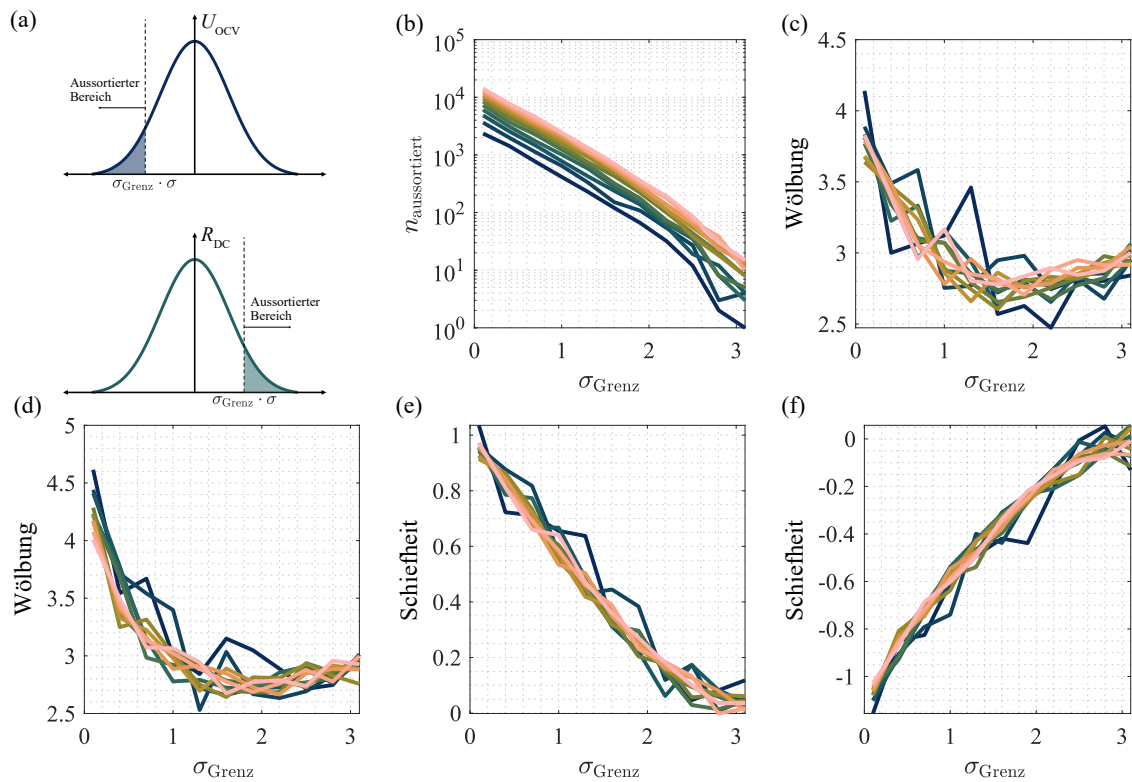 (a)
U_OCV
Aussortierter
Bereich
σ_Grenz · σ
R_DC
Aussortierter
Bereich
σ_Grenz · σ
(b)
10^5
10^4
10^3
10^2
10^1
10^0
n_aussortiert
0
1
2
3
σ_Grenz
(c)
4.5
4
3.5
3
2.5
Wölbung
0
1
2
3
σ_Grenz
(d)
5
4.5
4
3.5
3
2.5
Wölbung
0
1
2
3
σ_Grenz
(e)
1
0.8
0.6
0.4
0.2
0
Schiefheit
0
1
2
3
σ_Grenz
(f)
0
-0.2
-0.4
-0.6
-0.8
-1
Schiefheit
0
1
2
3
σ_Grenz